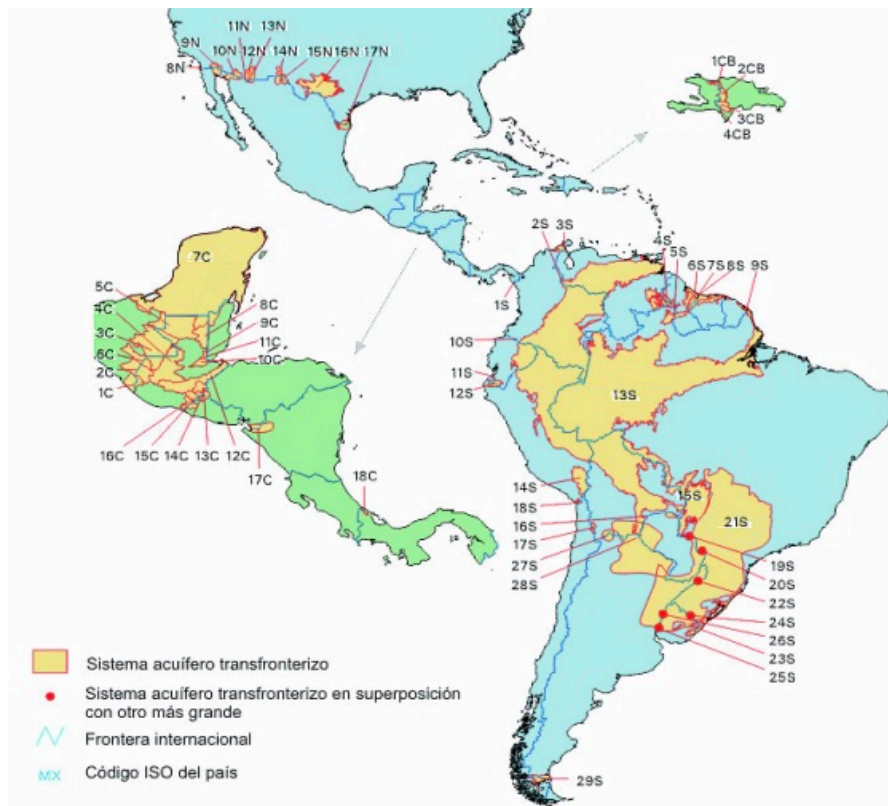 11N 13N
9N 10N 12N 14N 15N 16N 17N
8N
1CB
2CB
3CB
4CB
7C
5C
4C
3C
6C
2C
1C
8C
9C
11C
10C
16C 15C 14C 13C 12C
17C
18C
2S 3S
4S
5S
6S 7S 8S 9S
1S
10S
11S
12S
13S
14S
18S
16S
17S
27S
28S
15S
21S
19S
20S
22S
24S
26S
23S
25S
29S
Sistema acuífero transfronterizo
Sistema acuífero transfronterizo en superposición
con otro más grande
Frontera internacional
MX Código ISO del país